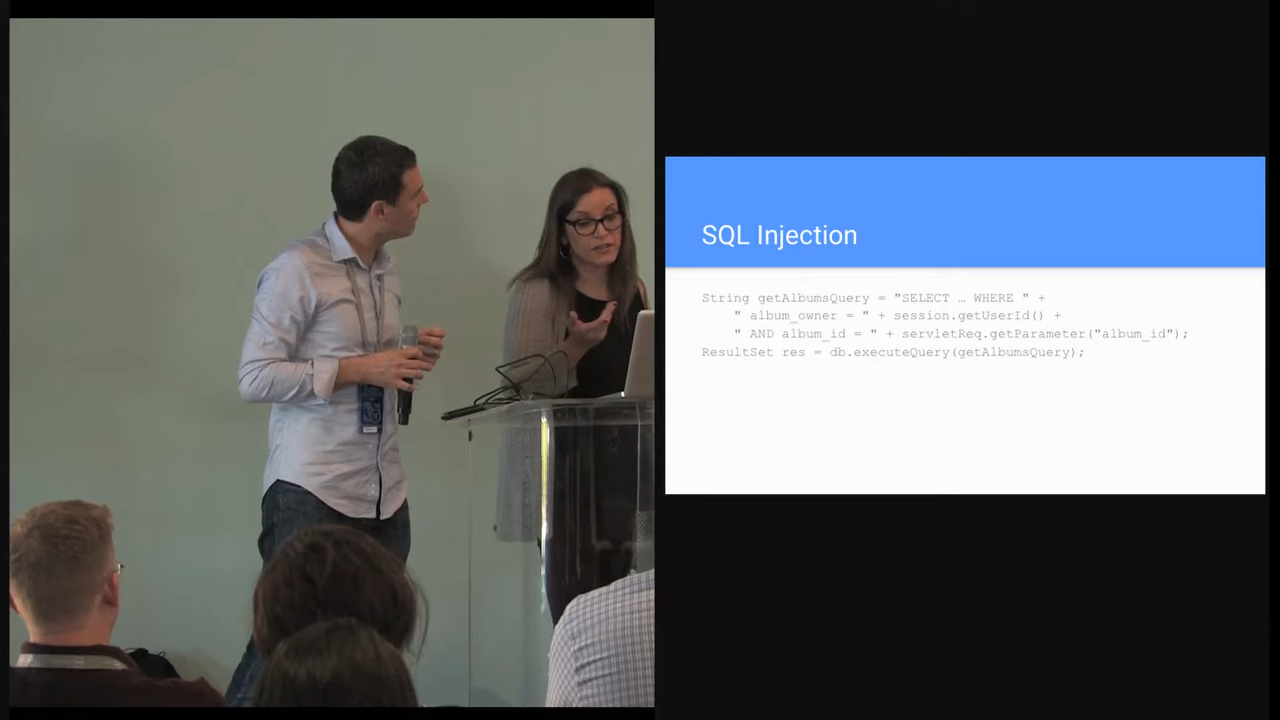 SQL Injection
String getAlbumsQuery = "SELECT … WHERE " +
" album_owner = " + session.getUserId() +
" AND album_id = " + servletReq.getParameter("album_id");
ResultSet res = db.executeQuery(getAlbumsQuery);